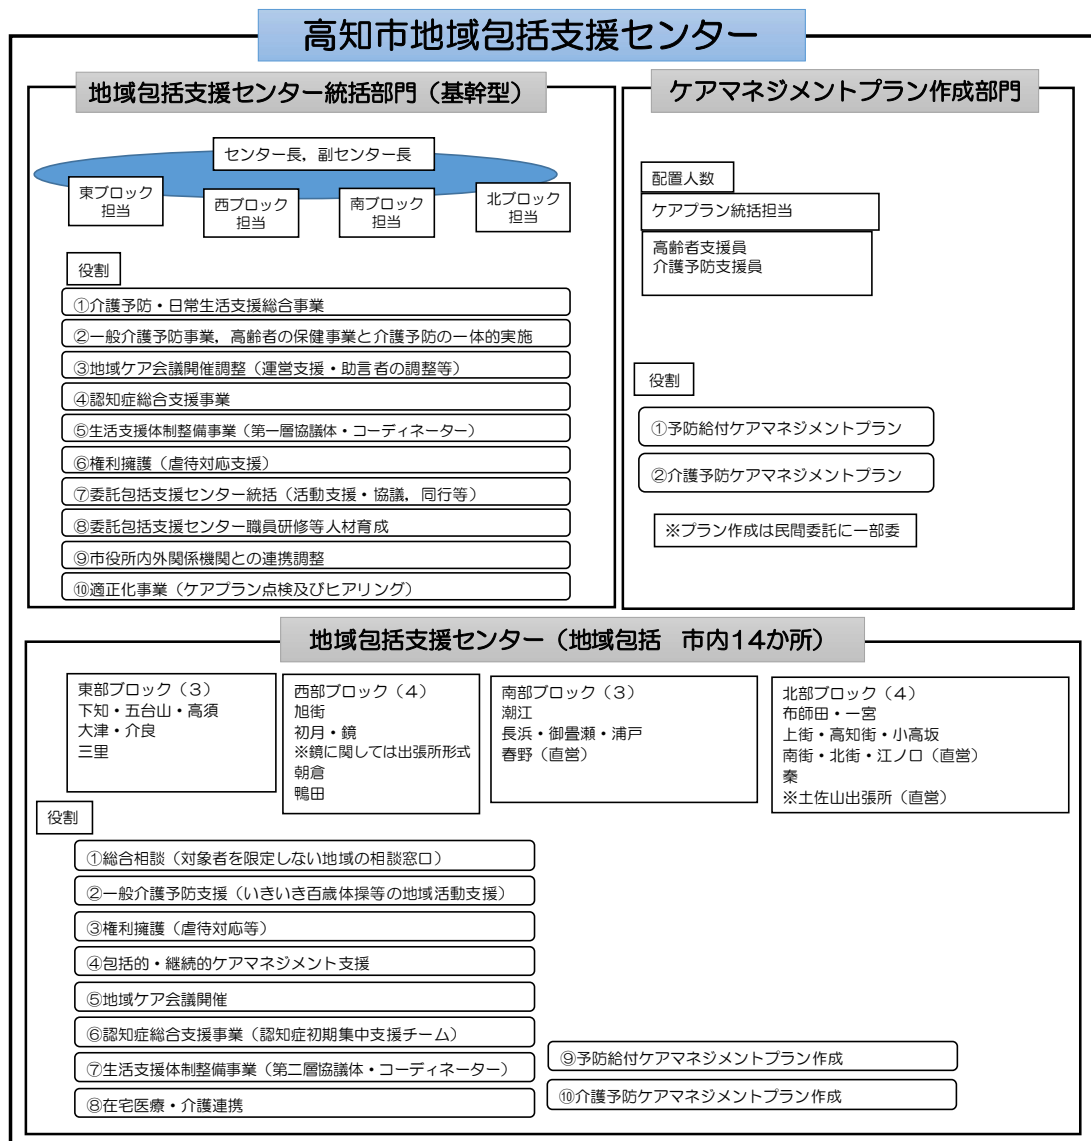 高知市地域包括支援センター
地域包括支援センター統括部門（基幹型）
センター長，副センター長
東ブロック
担当
西ブロック
担当
南ブロック
担当
北ブロック
担当
役割
①介護予防・日常生活支援総合事業
②一般介護予防事業，高齢者の保健事業と介護予防の一体的実施
③地域ケア会議開催調整（運営支援・助言者の調整等）
④認知症総合支援事業
⑤生活支援体制整備事業（第一層協議体・コーディネーター）
⑥権利擁護（虐待対応支援）
⑦委託包括支援センター統括（活動支援・協議，同行等）
⑧委託包括支援センター職員研修等人材育成
⑨市役所内外関係機関との連携調整
⑩適正化事業（ケアプラン点検及びヒアリング）
ケアマネジメントプラン作成部門
配置人数
ケアプラン統括担当
高齢者支援員
介護予防支援員
役割
①予防給付ケアマネジメントプラン
②介護予防ケアマネジメントプラン
※プラン作成は民間委託に一部委
地域包括支援センター（地域包括　市内14か所）
東部ブロック（３）
下知・五台山・高須
大津・介良
三里
西部ブロック（４）
旭街
初月・鏡
※鏡に関しては出張所形式
朝倉
鴨田
南部ブロック（３）
潮江
長浜・御畳瀬・浦戸
春野（直営）
北部ブロック（４）
布師田・一宮
上街・高知街・小高坂
南街・北街・江ノ口（直営）
秦
※土佐山出張所（直営）
役割
①総合相談（対象者を限定しない地域の相談窓口）
②一般介護予防支援（いきいき百歳体操等の地域活動支援）
③権利擁護（虐待対応等）
④包括的・継続的ケアマネジメント支援
⑤地域ケア会議開催
⑥認知症総合支援事業（認知症初期集中支援チーム）
⑦生活支援体制整備事業（第二層協議体・コーディネーター）
⑧在宅医療・介護連携
⑨予防給付ケアマネジメントプラン作成
⑩介護予防ケアマネジメントプラン作成